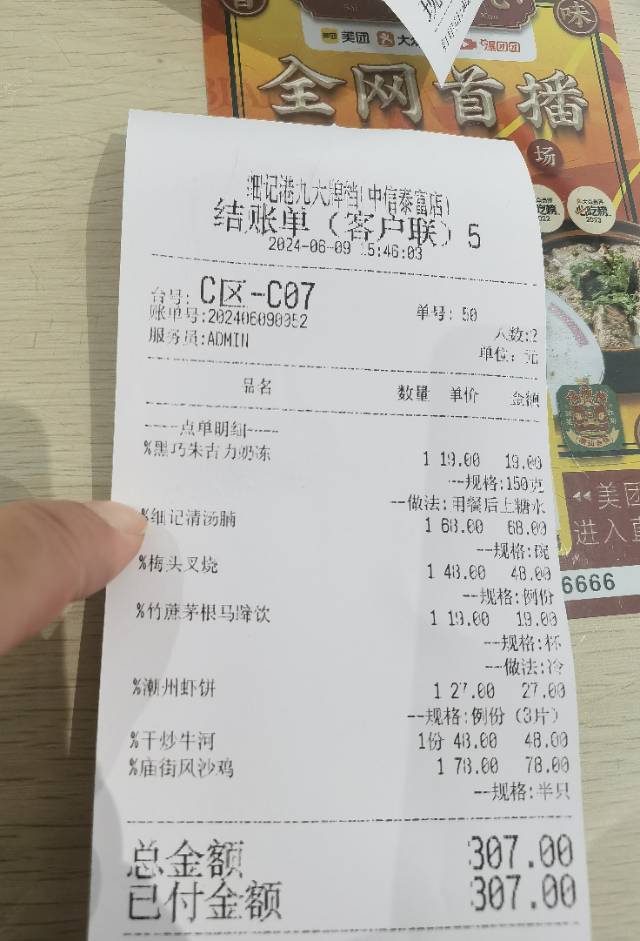 美团
全网首播
场
味
细记港九大牌档(中信泰富店)
结账单（客户联）5
2024-06-09 15:46:03
台号: C区-C07
账单号:202406090052 单号: 50
服务员:ADMIN 人数:2
单位: 元
品名 数量 单价 金额
-----点单明细-----
%黑巧朱古力奶冻 1 19.00 19.00
--规格:150克
--做法:用餐后上糖水
%细记清汤腩 1 68.00 68.00
--规格:碗
%梅头叉烧 1 48.00 48.00
--规格:例份
%竹蔗茅根马蹄饮 1 19.00 19.00
--规格:杯
--做法:冷
%潮州虾饼 1 27.00 27.00
--规格:例份（3片）
%干炒牛河 1份 48.00 48.00
%庙街风沙鸡 1 78.00 78.00
--规格:半只
总金额 307.00
已付金额 307.00
美团
进入直
6666